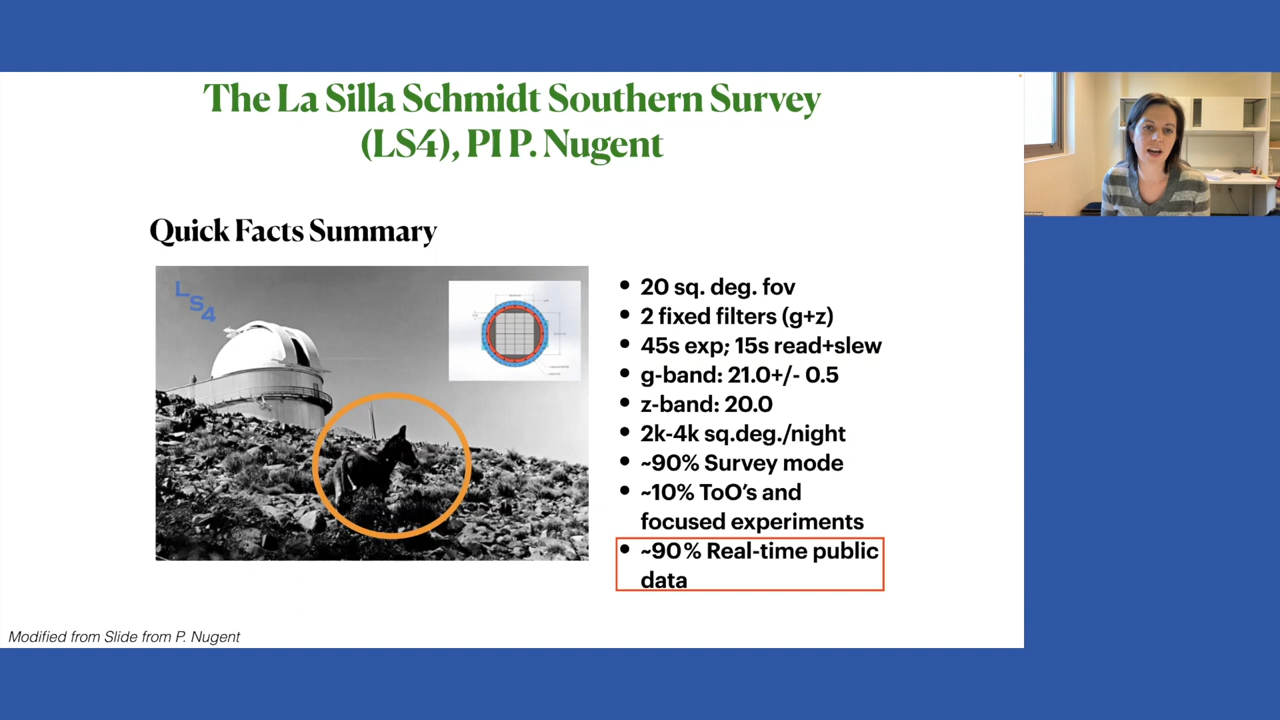 The La Silla Schmidt Southern Survey
(LS4), PI P. Nugent
Quick Facts Summary
LS4
• 20 sq. deg. fov
• 2 fixed filters (g+z)
• 45s exp; 15s read+slew
• g-band: 21.0+/- 0.5
• z-band: 20.0
• 2k-4k sq.deg./night
• ~90% Survey mode
• ~10% ToO’s and
focused experiments
• ~90% Real-time public
data
Modified from Slide from P. Nugent